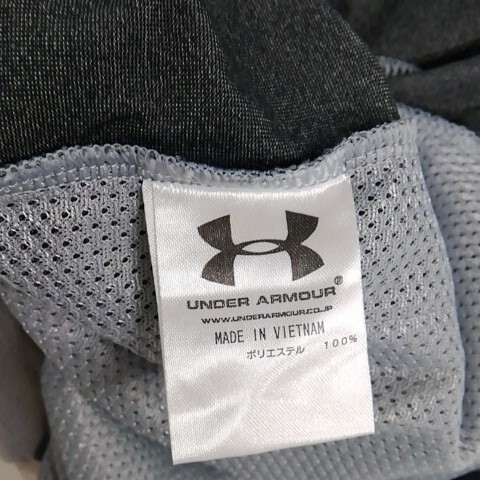 UNDER ARMOUR®
WWW.UNDERARMOUR.CO.JP
MADE IN VIETNAM
ポリエステル 100%